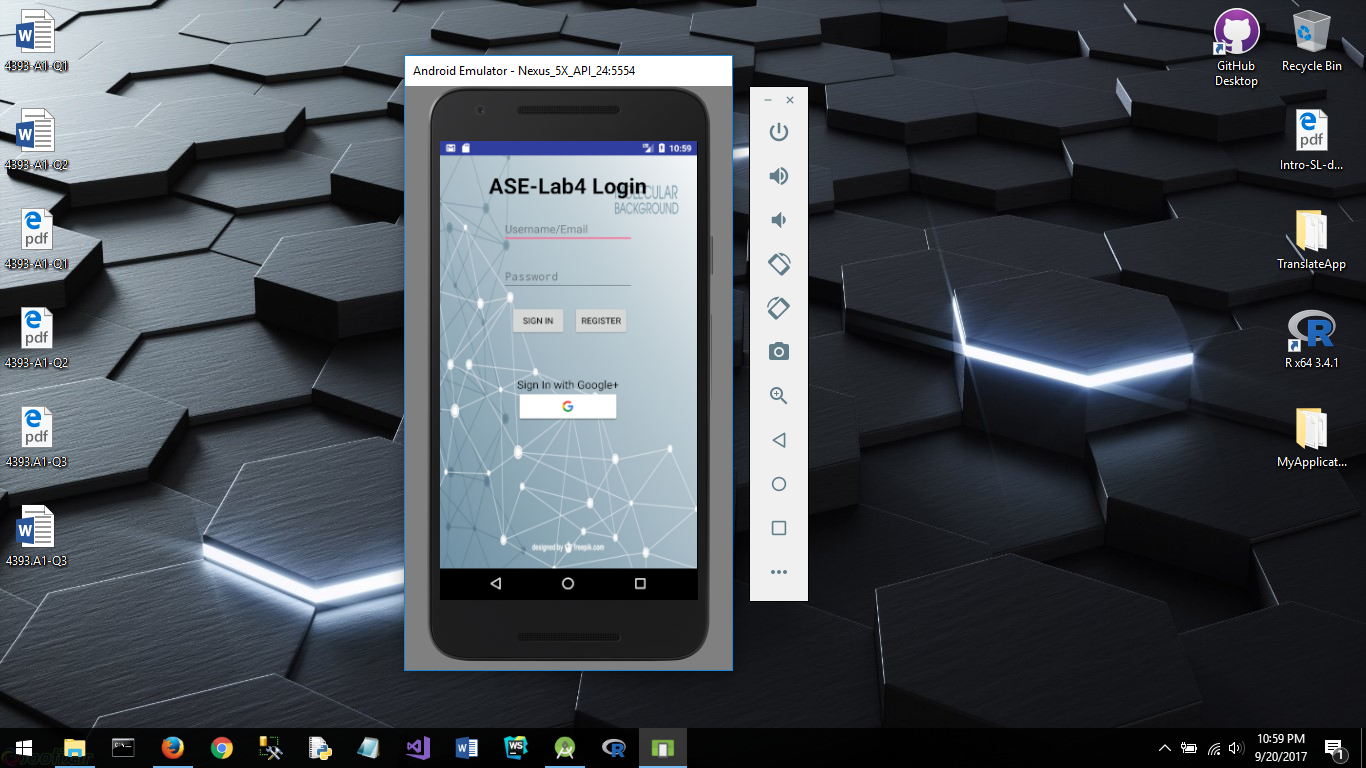 4393-A1-Q1
4393-A1-Q2
pdf
4393-A1-Q1
pdf
4393-A1-Q2
pdf
4393.A1-Q3
4393.A1-Q3
Android Emulator - Nexus_5X_API_24:5554
10:59
ASE-Lab4 Login
MOLECULAR
BACKGROUND
Username/Email
Password
SIGN IN
REGISTER
Sign In with Google+
G
designed by freepik.com
GitHub
Desktop
Recycle Bin
pdf
Intro-SL-d...
TranslateApp
R x64 3.4.1
MyApplicat...
WS
10:59 PM
9/20/2017
1